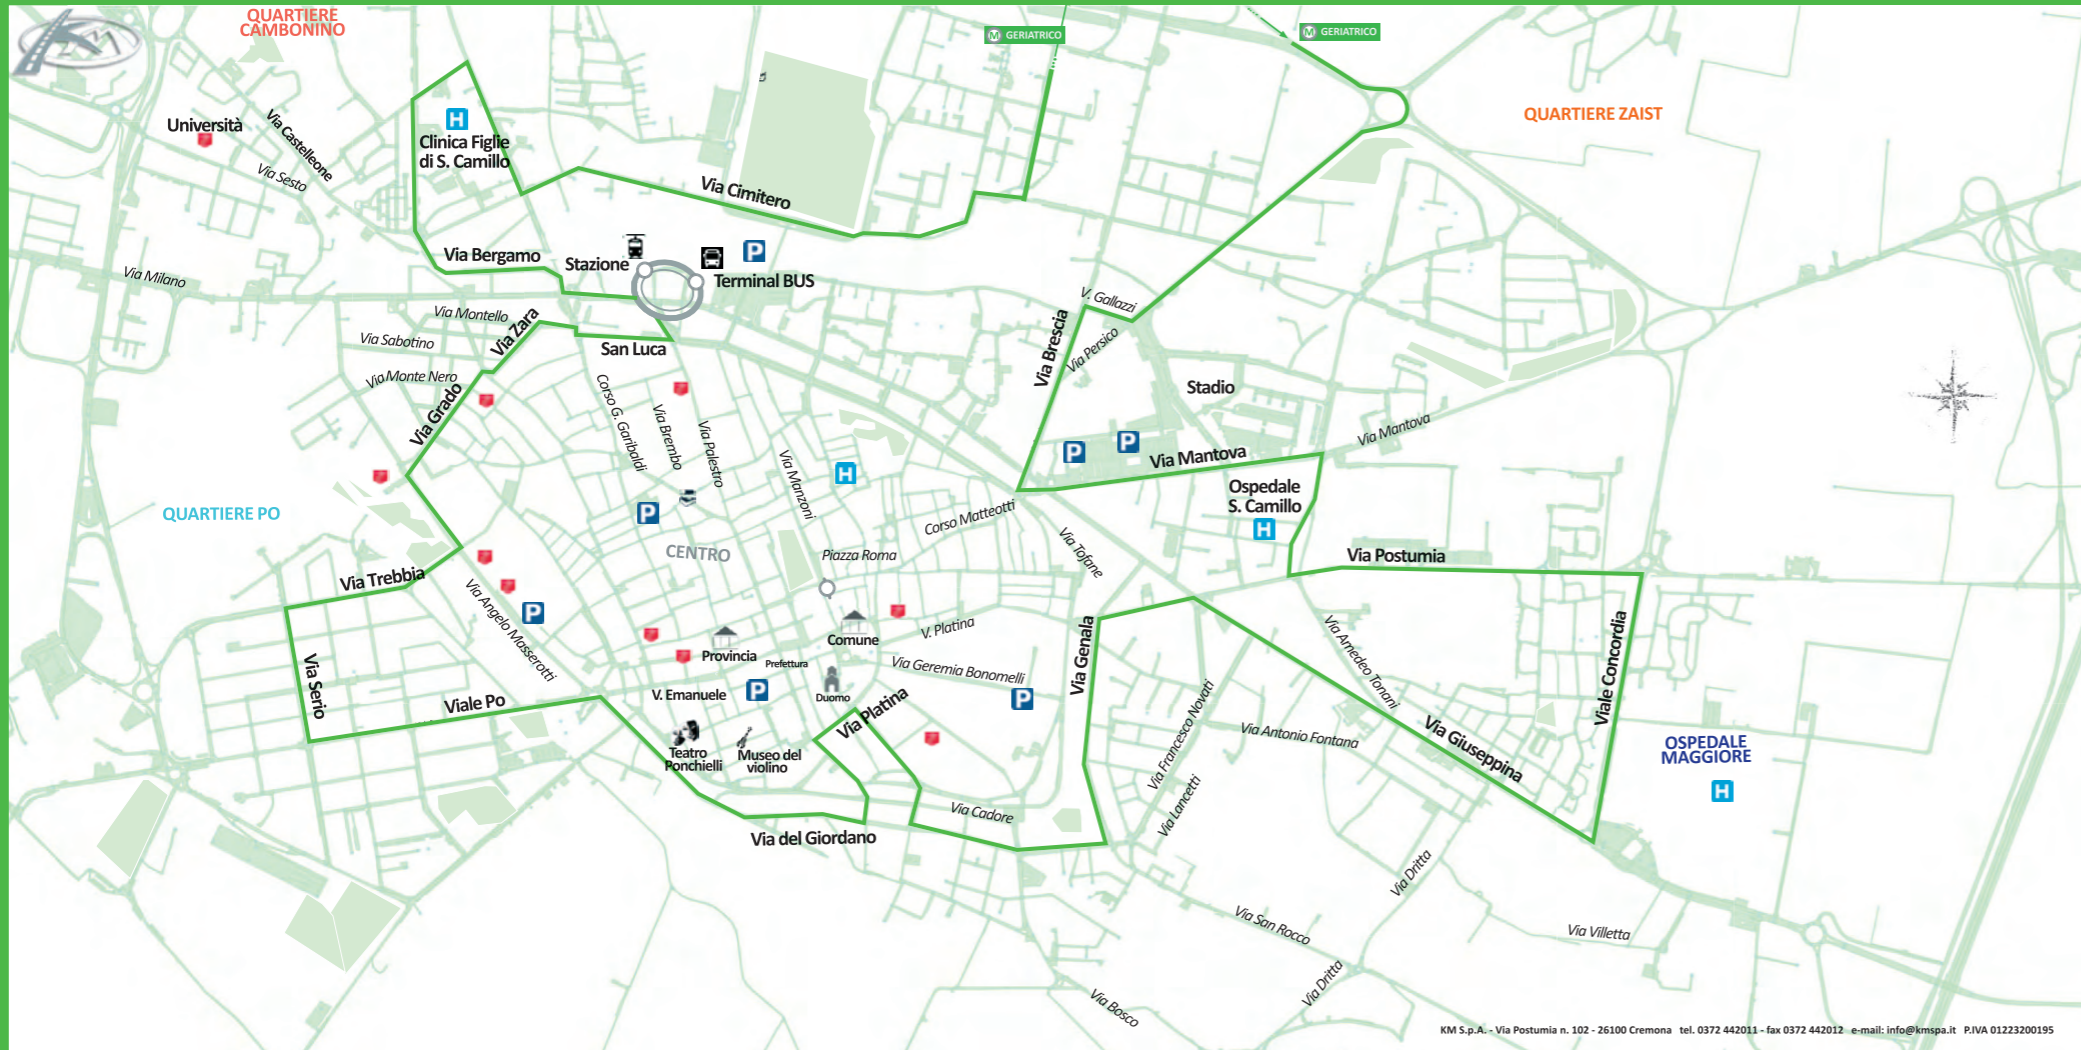 QUARTIERE
CAMBONINO
KM
M GERIATRICO
M GERIATRICO
QUARTIERE ZAIST
Università
Via Castelleone
Via Sesto
H
Clinica Figlie
di S. Camillo
Via Cimitero
Via Bergamo
Stazione
P
Terminal BUS
Via Milano
Via Montello
Via Zara
Via Sabotino
San Luca
Via Monte Nero
Via Grado
V. Gallazzi
Via Brescia
Via Persico
Stadio
Corso G. Garibaldi
Via Brembo
Via Palestro
Via Manzoni
H
P
P
Via Mantova
Via Mantova
QUARTIERE PO
P
Corso Matteotti
Ospedale
S. Camillo
H
CENTRO
Piazza Roma
Via Tofane
Via Postumia
Via Trebbia
Via Angelo Masserotti
P
Comune
V. Platina
Provincia
Prefettura
Via Geremia Bonomelli
Via Genala
Via Amedeo Tonani
Viale Concordia
Via Serio
Viale Po
V. Emanuele
P
Duomo
Via Platina
P
Via Francesco Novati
Via Antonio Fontana
Via Giuseppina
OSPEDALE
MAGGIORE
H
Teatro
Ponchielli
Museo del
violino
Via Lancetti
Via Cadore
Via del Giordano
Via Dritta
Via San Rocco
Via Villetta
Via Dritta
Via Bosco
KM S.p.A. - Via Postumia n. 102 - 26100 Cremona tel. 0372 442011 - fax 0372 442012 e-mail: info@kmspa.it P.IVA 01223200195